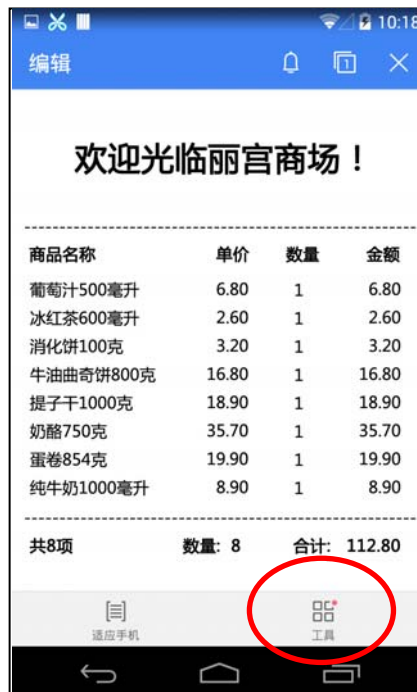 10:18
编辑
1
欢迎光临丽宫商场！
商品名称 单价 数量 金额
葡萄汁500毫升 6.80 1 6.80
冰红茶600毫升 2.60 1 2.60
消化饼100克 3.20 1 3.20
牛油曲奇饼800克 16.80 1 16.80
提子干1000克 18.90 1 18.90
奶酪750克 35.70 1 35.70
蛋卷854克 19.90 1 19.90
纯牛奶1000毫升 8.90 1 8.90
共8项 数量: 8 合计: 112.80
适应手机 工具